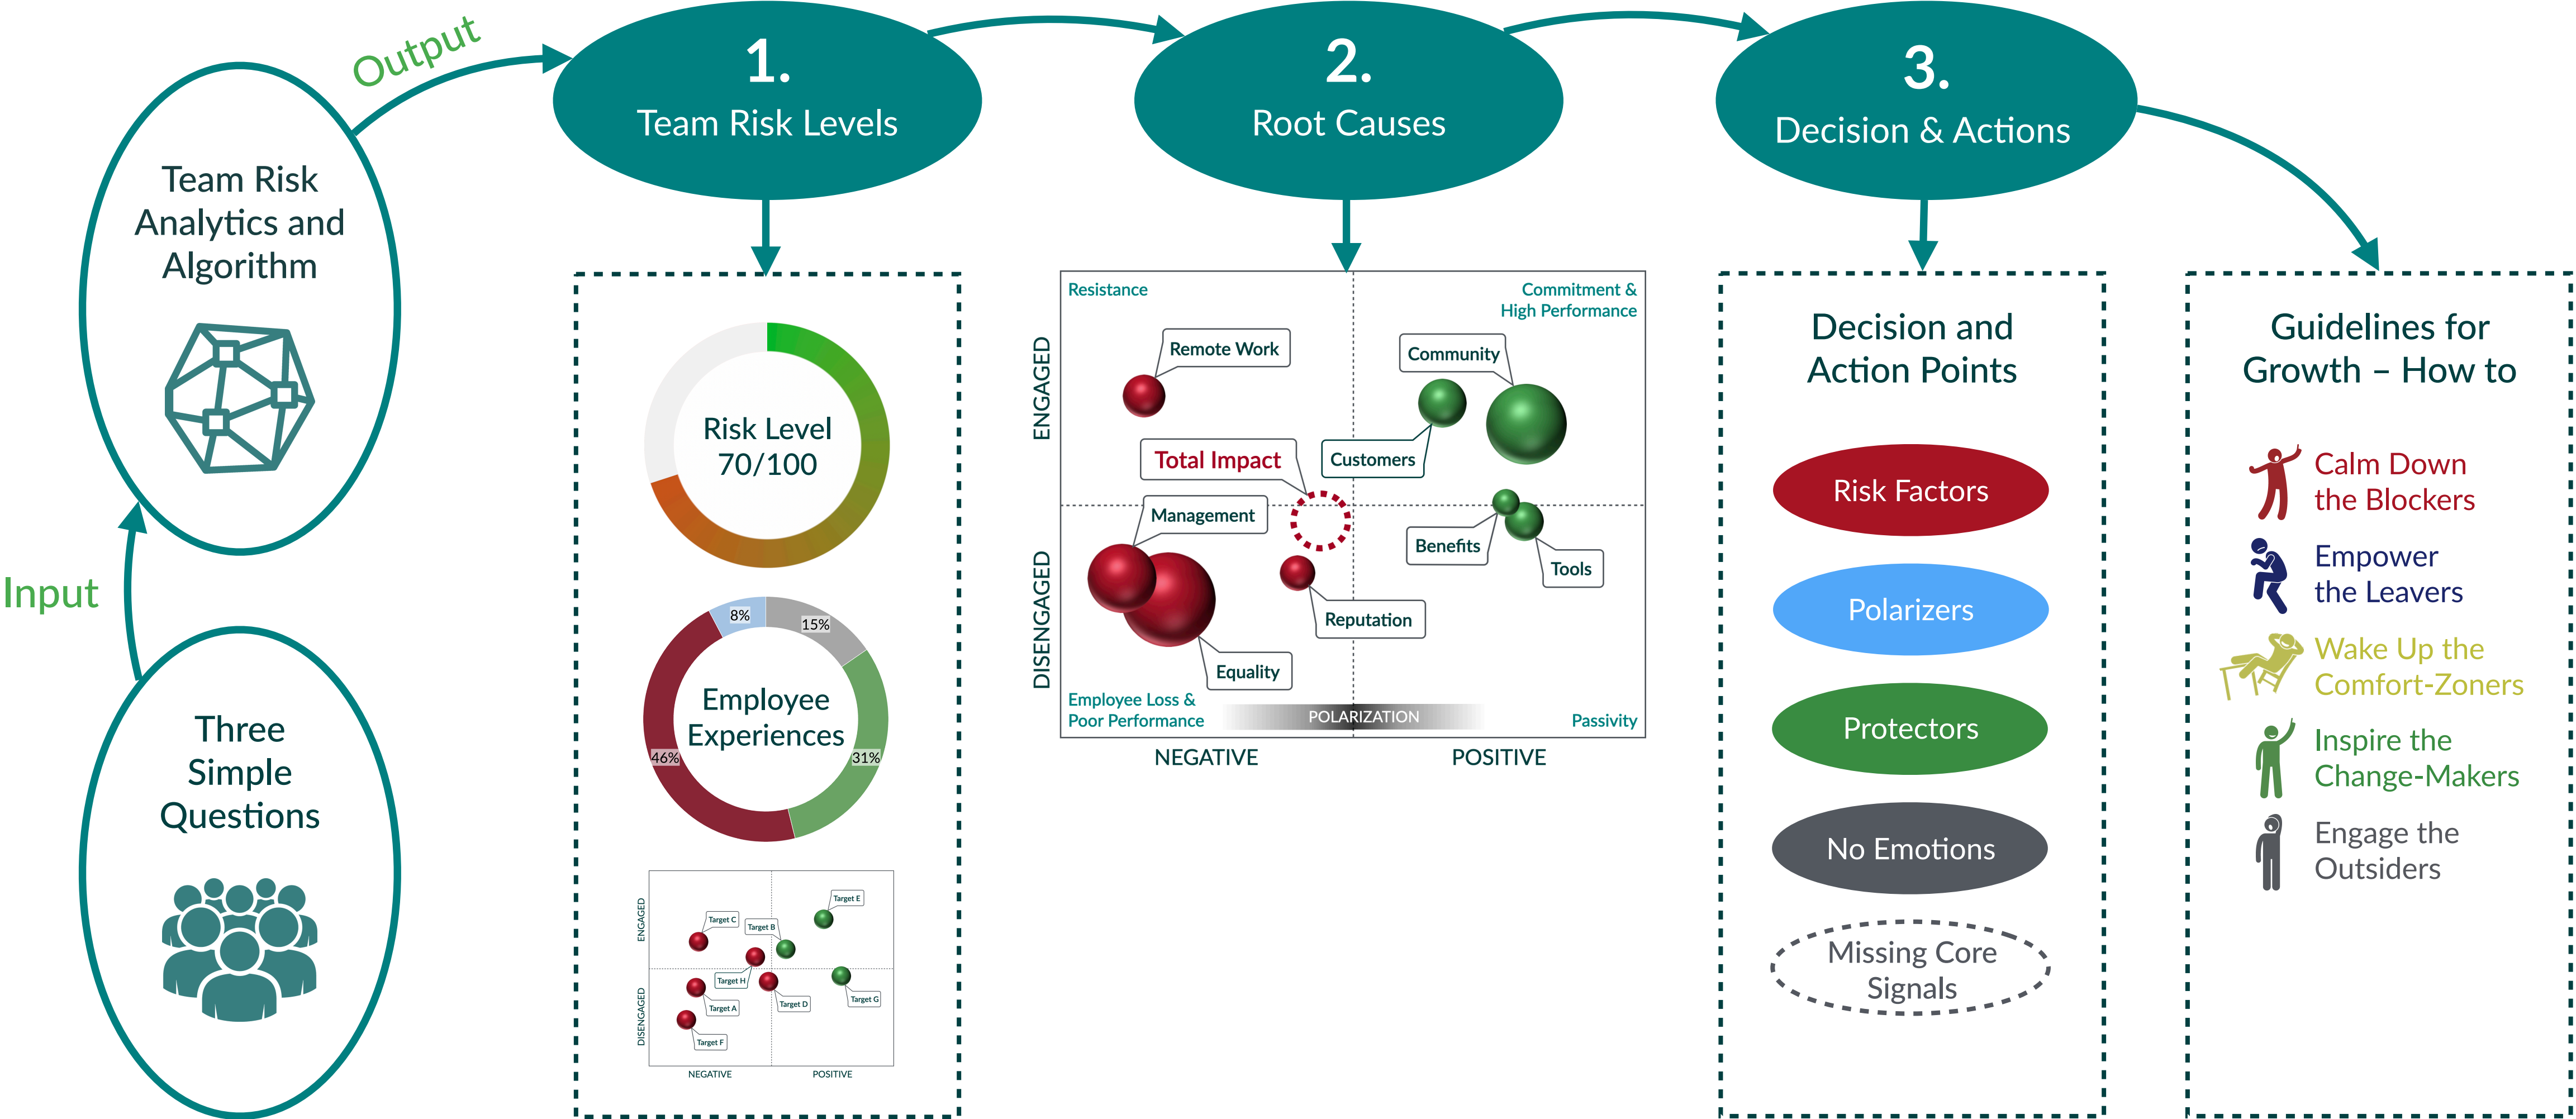 Output
Input
Team Risk
Analytics and
Algorithm
Three
Simple
Questions
1.
Team Risk Levels
Risk Level
70/100
8%
15%
46%
31%
Employee
Experiences
ENGAGED
DISENGAGED
Target E
Target C
Target B
Target H
Target A
Target D
Target G
Target F
NEGATIVE
POSITIVE
2.
Root Causes
Resistance
Commitment &
High Performance
ENGAGED
DISENGAGED
Remote Work
Community
Total Impact
Customers
Management
Benefits
Tools
Reputation
Equality
Employee Loss &
Poor Performance
POLARIZATION
Passivity
NEGATIVE
POSITIVE
3.
Decision & Actions
Decision and
Action Points
Risk Factors
Polarizers
Protectors
No Emotions
Missing Core
Signals
Guidelines for
Growth – How to
Calm Down
the Blockers
Empower
the Leavers
Wake Up the
Comfort-Zoners
Inspire the
Change-Makers
Engage the
Outsiders